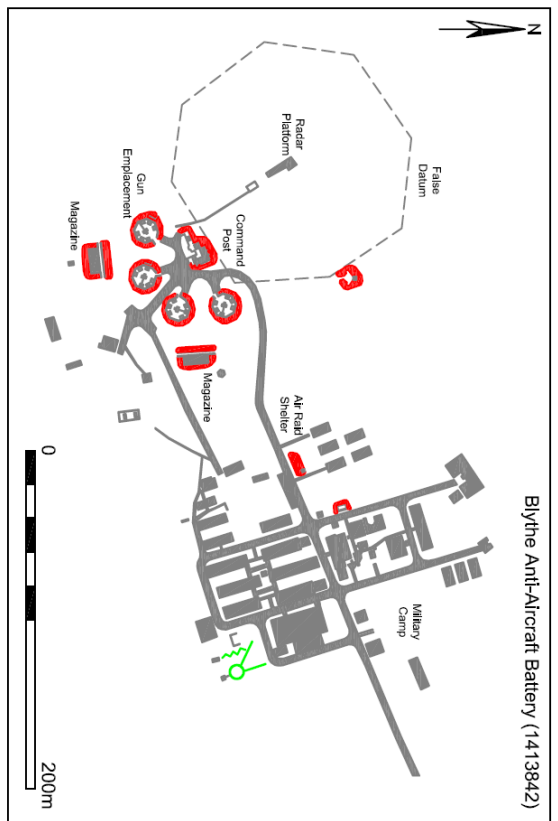 Blythe Anti-Aircraft Battery (1413842)
N
False
Datum
Radar
Platform
Gun
Emplacement
Command
Post
Magazine
Magazine
Air Raid
Shelter
Military
Camp
0
200m